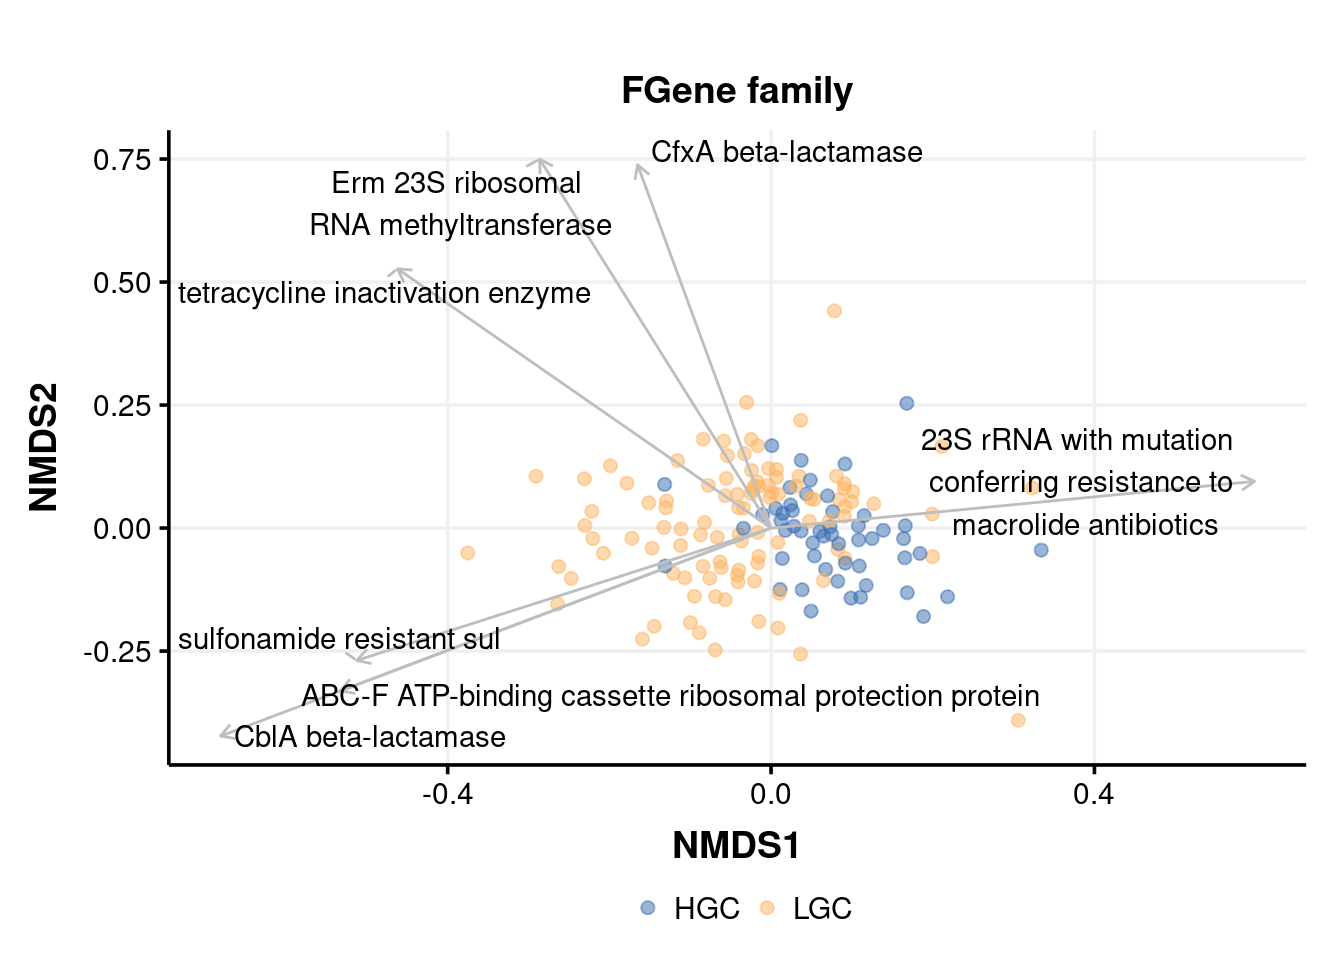 FGene family
CfxA beta-lactamase
Erm 23S ribosomal
RNA methyltransferase
tetracycline inactivation enzyme
23S rRNA with mutation
conferring resistance to
macrolide antibiotics
sulfonamide resistant sul
ABC-F ATP-binding cassette ribosomal protection protein
CblA beta-lactamase
NMDS2
0.75
0.50
0.25
0.00
-0.25
-0.4
0.0
0.4
NMDS1
HGC
LGC